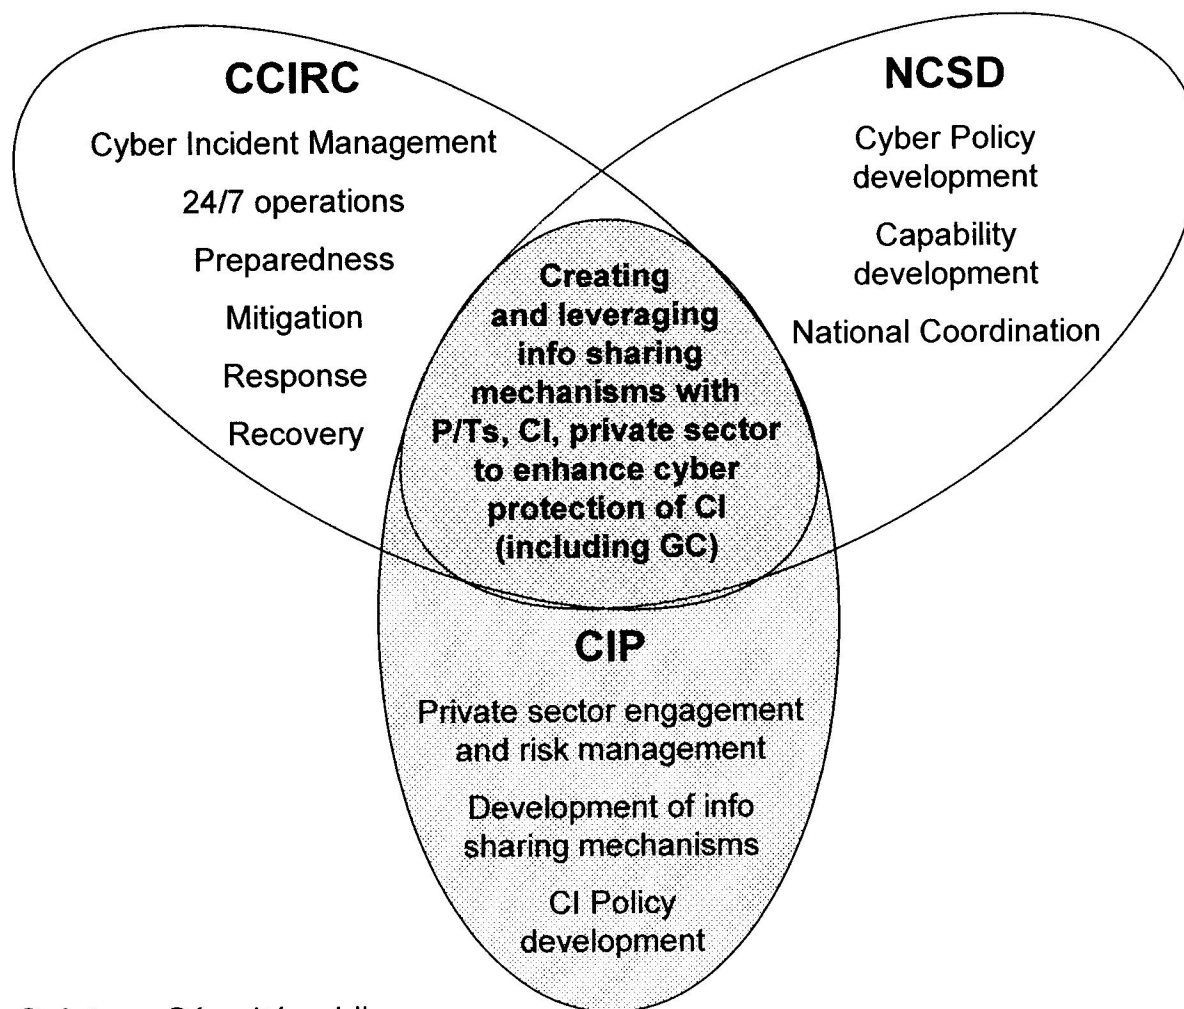 CCIRC
Cyber Incident Management
24/7 operations
Preparedness
Mitigation
Response
Recovery
NCSD
Cyber Policy
development
Capability
development
National Coordination
Creating
and leveraging
info sharing
mechanisms with
P/Ts, CI, private sector
to enhance cyber
protection of CI
(including GC)
CIP
Private sector engagement
and risk management
Development of info
sharing mechanisms
CI Policy
development